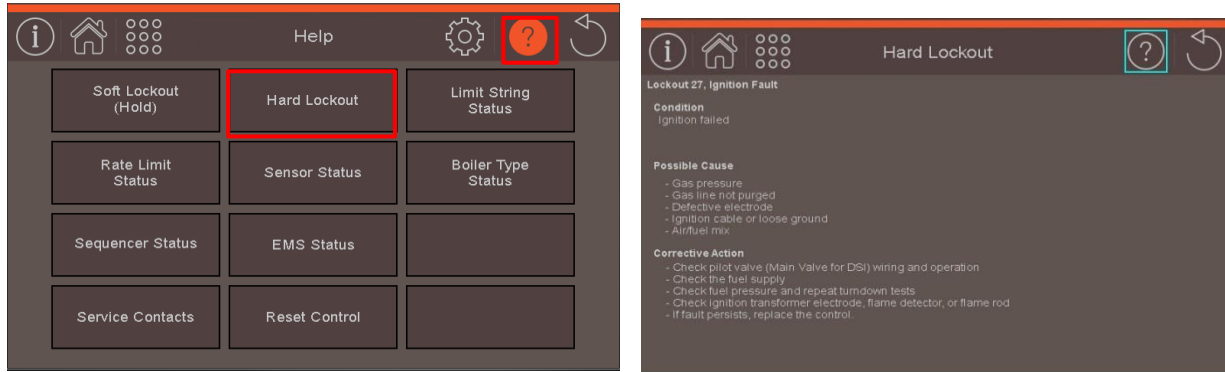 i
Help
?
Soft Lockout
(Hold)
Hard Lockout
Limit String
Status
Rate Limit
Status
Sensor Status
Boiler Type
Status
Sequencer Status
EMS Status
Service Contacts
Reset Control
i
Hard Lockout
?
Lockout 27, Ignition Fault
Condition
Ignition failed
Possible Cause
- Gas pressure
- Gas line not purged
- Defective electrode
- Ignition cable or loose ground
- Air/fuel mix
Corrective Action
- Check pilot valve (Main Valve for DSI) wiring and operation
- Check the fuel supply
- Check fuel pressure and repeat turndown tests
- Check ignition transformer electrode, flame detector, or flame rod
- If fault persists, replace the control.